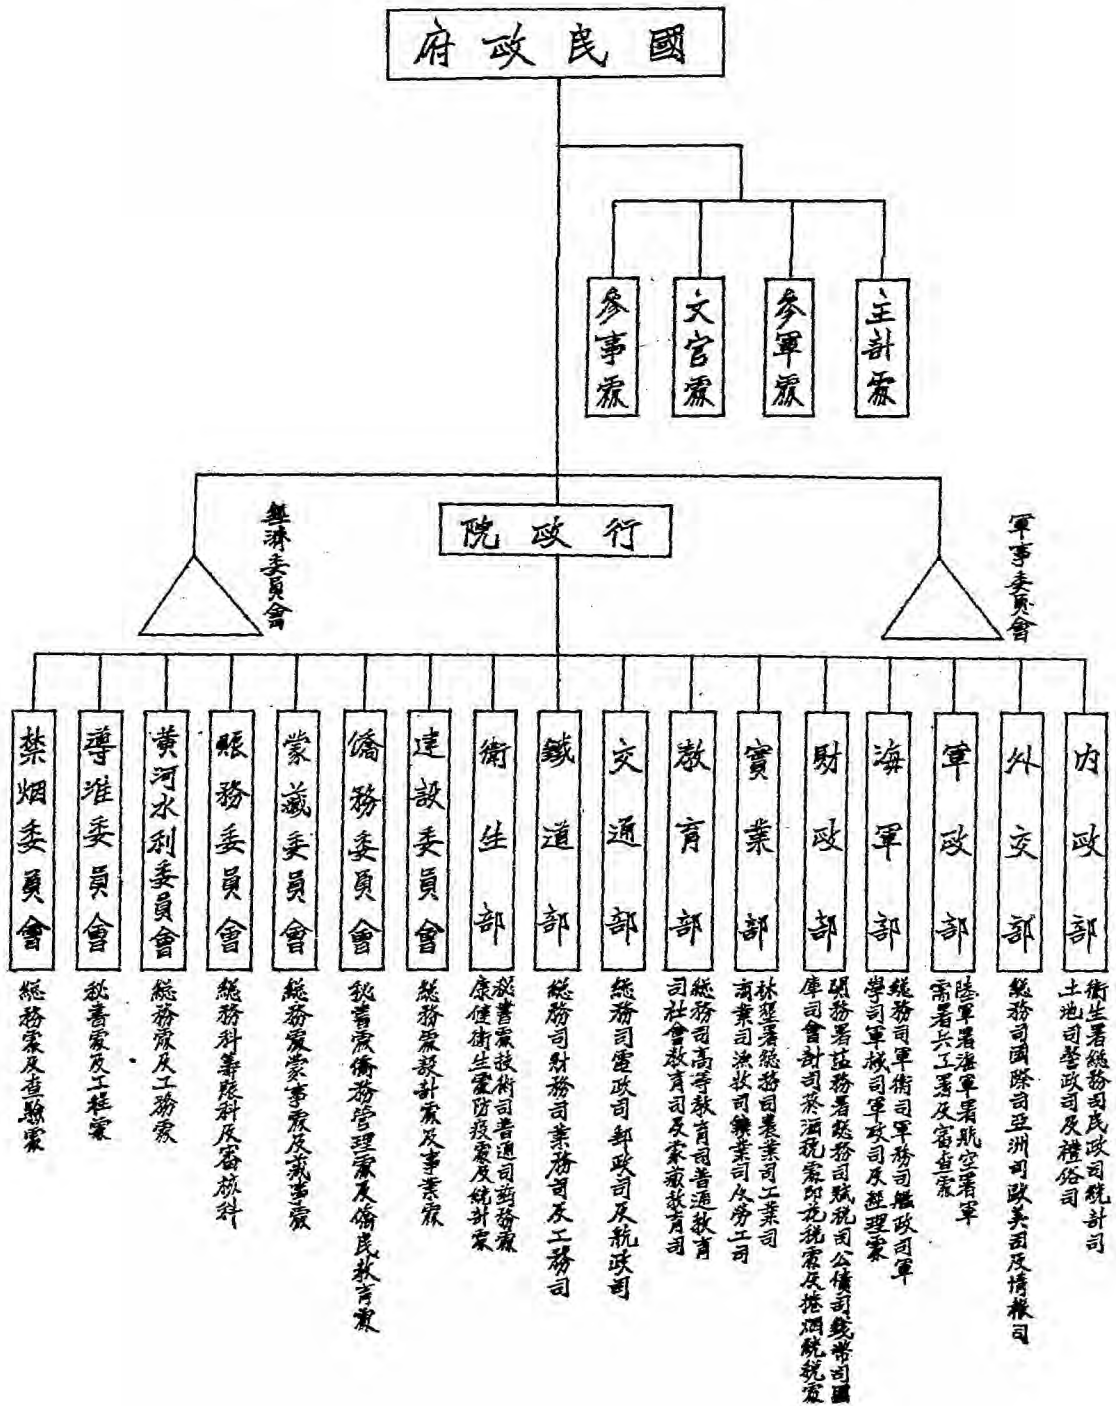 國民政府
主計處
參軍處
文官處
參事處
軍事委員會
行政院
經濟委員會
內政部
衛生署總務司民政司統計司
土地司警政司及禮俗司
外交部
總務司國際司亞洲司歐美司及情報司
軍政部
陸軍署海軍署航空署軍
需署兵工署及審查處
海軍部
總務司軍衡司軍務司艦政司軍
學司軍械司軍政司及經理處
財政部
關務署鹽務署總務司賦稅司公債司錢幣司國
庫司會計司菸酒稅處印花稅處及捲烟統稅處
實業部
林墾署總務司農業司工業司
商業司漁牧司鑛業司及勞工司
教育部
總務司高等教育司普通教育
司社會教育司及蒙藏教育司
交通部
總務司電政司郵政司及航政司
鐵道部
總務司財務司業務司及工務司
衛生部
秘書處技術司普通司藥務處
康健衛生處防疫處及統計處
建設委員會
總務處設計處及事業處
僑務委員會
秘書處僑務管理處及僑民教育處
蒙藏委員會
總務處蒙事處及藏事處
賑務委員會
總務科籌賑科及審核科
黃河水利委員會
總務處及工務處
導淮委員會
秘書處及工程處
禁烟委員會
總務處及查驗處